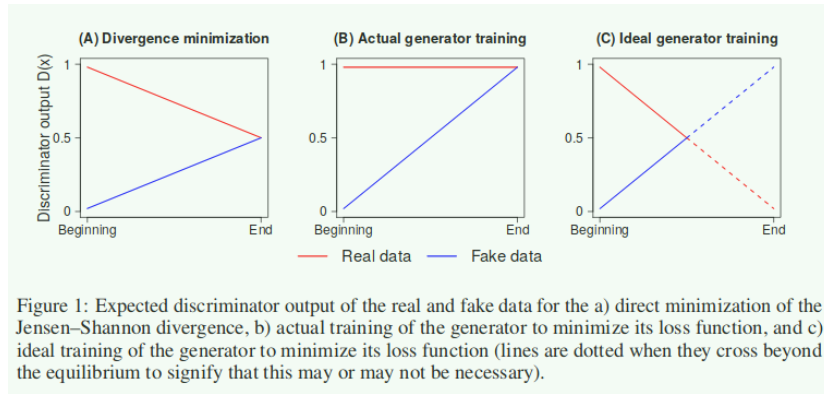 (A) Divergence minimization
(B) Actual generator training
(C) Ideal generator training
Discriminator output D(x)
1
0.5
0
Beginning End
1
0.5
0
Beginning End
1
0.5
0
Beginning End
Real data Fake data
Figure 1: Expected discriminator output of the real and fake data for the a) direct minimization of the
Jensen–Shannon divergence, b) actual training of the generator to minimize its loss function, and c)
ideal training of the generator to minimize its loss function (lines are dotted when they cross beyond
the equilibrium to signify that this may or may not be necessary).